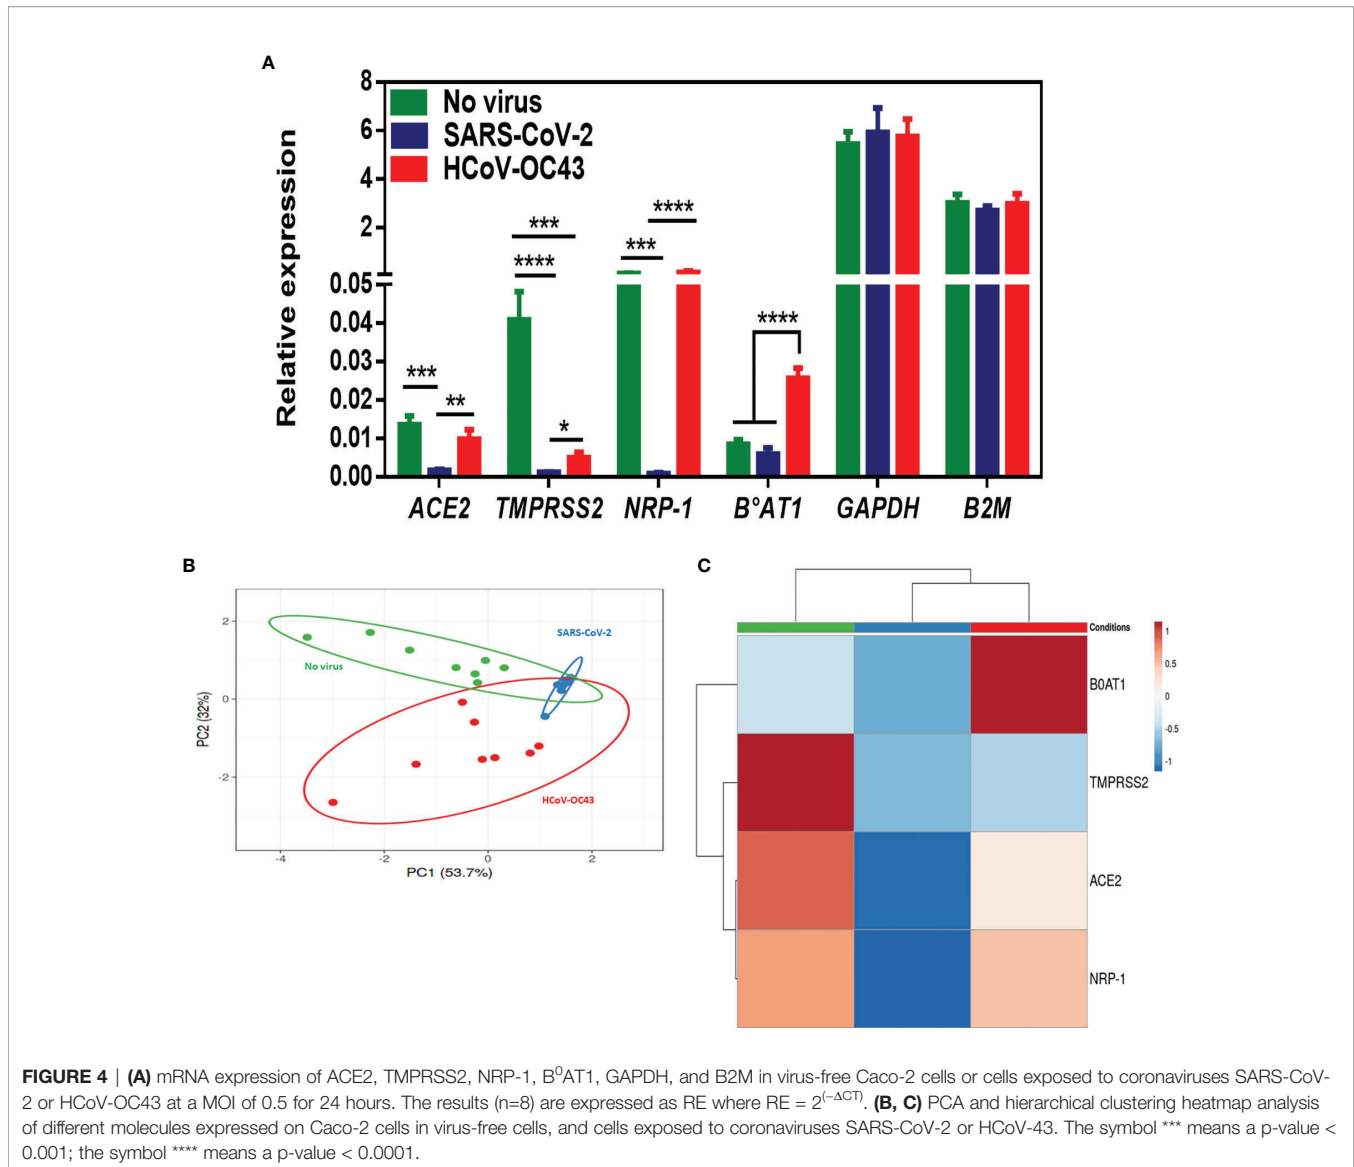 A
8
6
4
2
0.05
0.04
0.03
0.02
0.01
0.00
Relative expression
No virus
SARS-CoV-2
HCoV-OC43
***
**
***
****
*
***
****
****
ACE2 TMPRSS2 NRP-1 B°AT1 GAPDH B2M
B
2
0
-2
PC2 (32%)
No virus
SARS-CoV-2
HCoV-OC43
-4 -2 0 2
PC1 (53.7%)
C
Conditions
B0AT1
TMPRSS2
ACE2
NRP-1
1
0.5
0
-0.5
-1
FIGURE 4 | (A) mRNA expression of ACE2, TMPRSS2, NRP-1, B⁰AT1, GAPDH, and B2M in virus-free Caco-2 cells or cells exposed to coronaviruses SARS-CoV-
2 or HCoV-OC43 at a MOI of 0.5 for 24 hours. The results (n=8) are expressed as RE where RE = 2(−ΔCT). (B, C) PCA and hierarchical clustering heatmap analysis
of different molecules expressed on Caco-2 cells in virus-free cells, and cells exposed to coronaviruses SARS-CoV-2 or HCoV-43. The symbol *** means a p-value <
0.001; the symbol **** means a p-value < 0.0001.